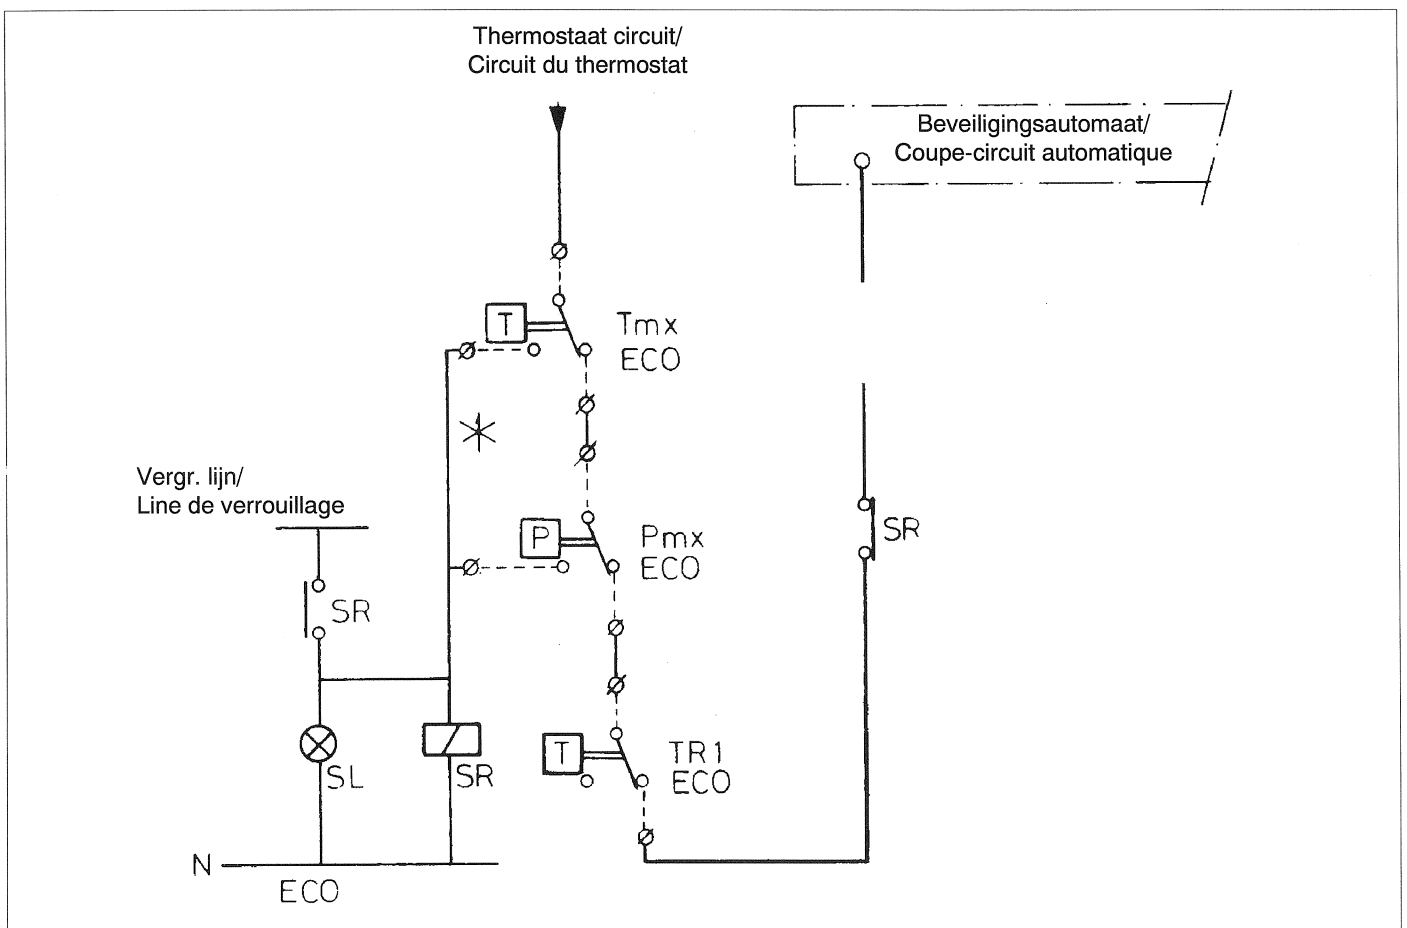 Thermostaat circuit/
Circuit du thermostat
Beveiligingsautomaat/
Coupe-circuit automatique
T
Tmx
ECO
Vergr. lijn/
Line de verrouillage
P
Pmx
ECO
SR
SR
T
TR1
ECO
SL
SR
N
ECO